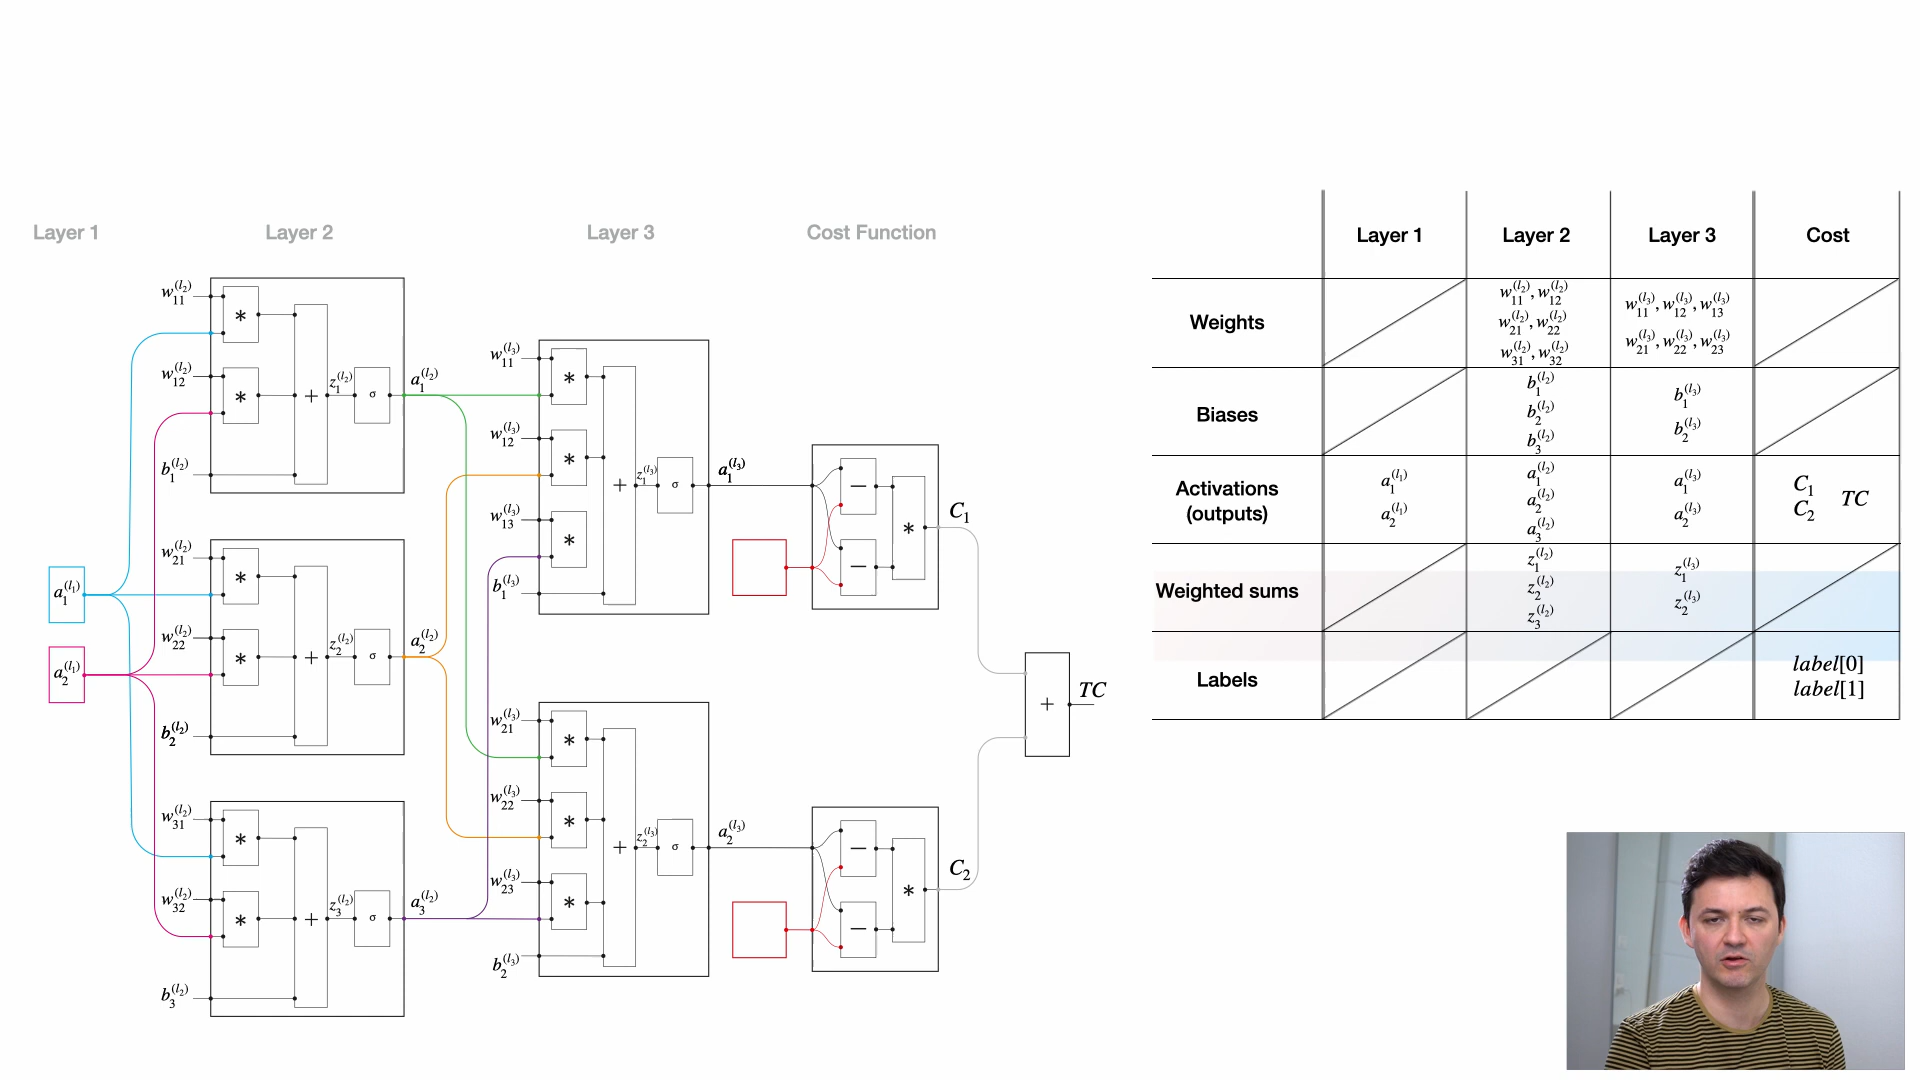 Layer 1 Layer 2 Layer 3 Cost Function
w₁₁^(l₂)
*
w₁₂^(l₂)
* + z₁^(l₂) σ a₁^(l₂)
b₁^(l₂)
w₂₁^(l₂)
*
w₂₂^(l₂)
* + z₂^(l₂) σ a₂^(l₂)
b₂^(l₂)
a₁^(l₁)
a₂^(l₁)
w₃₁^(l₂)
*
w₃₂^(l₂)
* + z₃^(l₂) σ a₃^(l₂)
b₃^(l₂)
w₁₁^(l₃)
*
w₁₂^(l₃)
*
+ z₁^(l₃) σ a₁^(l₃)
w₁₃^(l₃)
*
b₁^(l₃)
w₂₁^(l₃)
*
w₂₂^(l₃)
*
+ z₂^(l₃) σ a₂^(l₃)
w₂₃^(l₃)
*
b₂^(l₃)
−
* C₁
−
−
* C₂
−
+ TC
Layer 1 Layer 2 Layer 3 Cost
Weights
w₁₁^(l₂), w₁₂^(l₂)
w₂₁^(l₂), w₂₂^(l₂)
w₃₁^(l₂), w₃₂^(l₂)
w₁₁^(l₃), w₁₂^(l₃), w₁₃^(l₃)
w₂₁^(l₃), w₂₂^(l₃), w₂₃^(l₃)
Biases
b₁^(l₂)
b₂^(l₂)
b₃^(l₂)
b₁^(l₃)
b₂^(l₃)
Activations
(outputs)
a₁^(l₁)
a₂^(l₁)
a₁^(l₂)
a₂^(l₂)
a₃^(l₂)
a₁^(l₃)
a₂^(l₃)
C₁
C₂
TC
Weighted sums
z₁^(l₂)
z₂^(l₂)
z₃^(l₂)
z₁^(l₃)
z₂^(l₃)
Labels
label[0]
label[1]